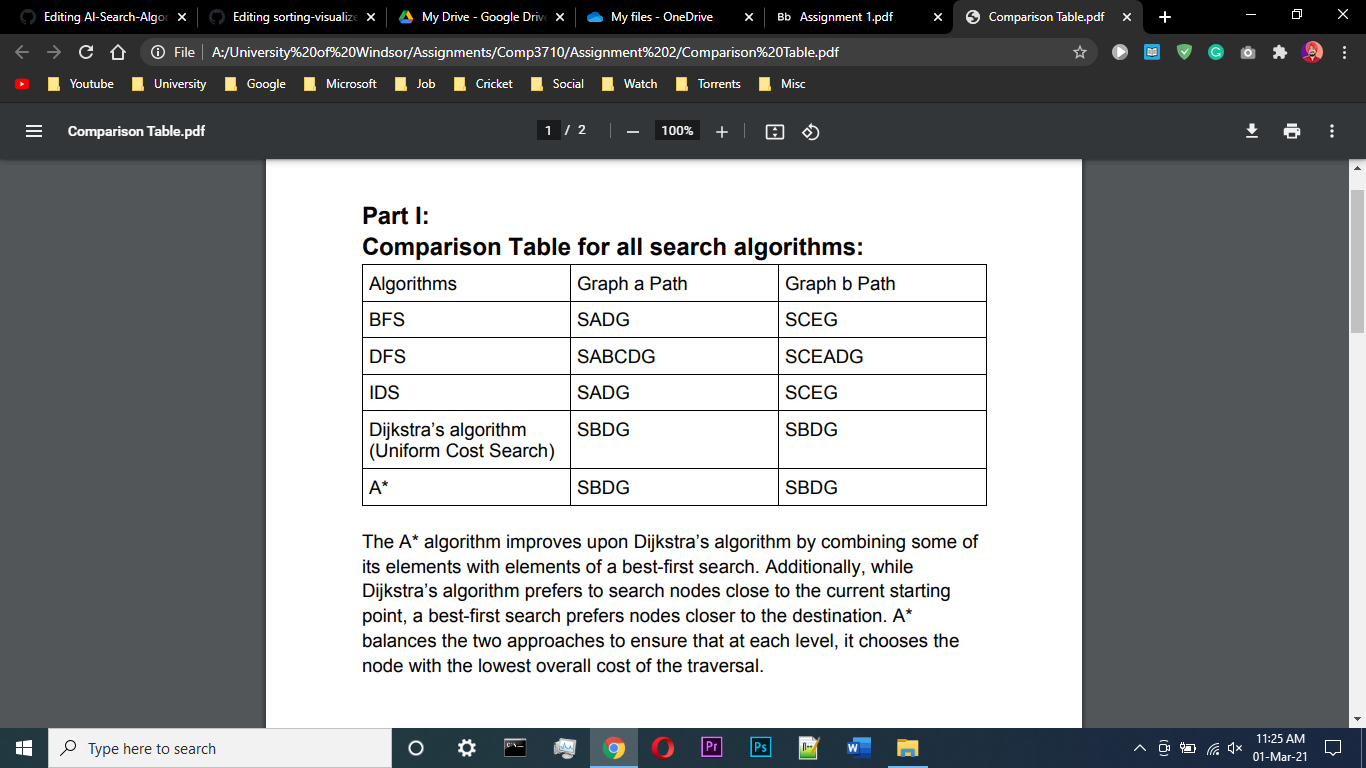 Editing AI-Search-Algor
Editing sorting-visualize
My Drive - Google Driv
My files - OneDrive
Bb Assignment 1.pdf
Comparison Table.pdf
File A:/University%20of%20Windsor/Assignments/Comp3710/Assignment%202/Comparison%20Table.pdf
Youtube University Google Microsoft Job Cricket Social Watch Torrents Misc
Comparison Table.pdf 1 / 2 100%
Part I:
Comparison Table for all search algorithms:
Algorithms Graph a Path Graph b Path
BFS SADG SCEG
DFS SABCDG SCEADG
IDS SADG SCEG
Dijkstra’s algorithm SBDG SBDG
(Uniform Cost Search)
A* SBDG SBDG
The A* algorithm improves upon Dijkstra’s algorithm by combining some of
its elements with elements of a best-first search. Additionally, while
Dijkstra’s algorithm prefers to search nodes close to the current starting
point, a best-first search prefers nodes closer to the destination. A*
balances the two approaches to ensure that at each level, it chooses the
node with the lowest overall cost of the traversal.
Type here to search
Pr
Ps
11:25 AM
01-Mar-21